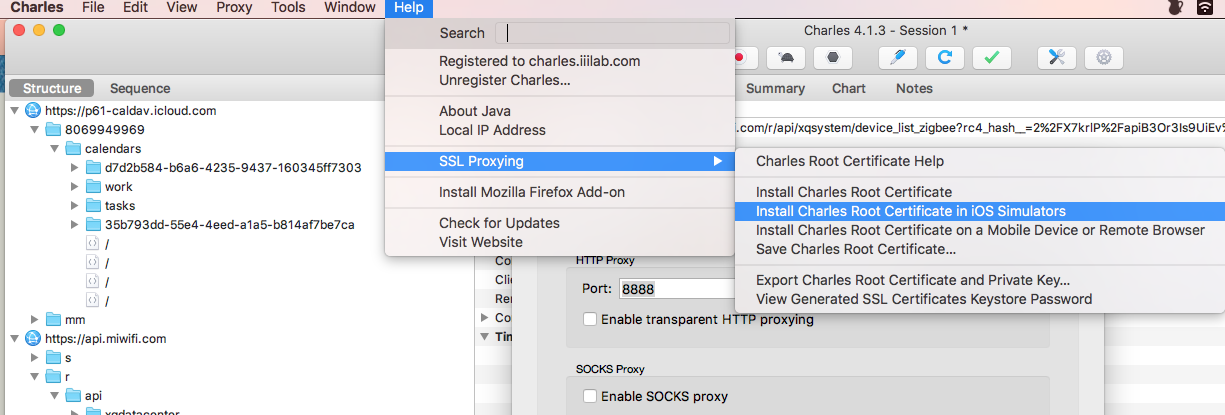 Charles File Edit View Proxy Tools Window Help
Charles 4.1.3 - Session 1 *
Search
Registered to charles.iiilab.com
Unregister Charles...
About Java
Local IP Address
SSL Proxying
Install Mozilla Firefox Add-on
Check for Updates
Visit Website
Charles Root Certificate Help
Install Charles Root Certificate
Install Charles Root Certificate in iOS Simulators
Install Charles Root Certificate on a Mobile Device or Remote Browser
Save Charles Root Certificate...
Export Charles Root Certificate and Private Key...
View Generated SSL Certificates Keystore Password
Structure Sequence
Summary Chart Notes
https://p61-caldav.icloud.com
8069949969
calendars
d7d2b584-b6a6-4235-9437-160345ff7303
work
tasks
35b793dd-55e4-4eed-a1a5-b814af7be7ca
/
/
/
/
mm
https://api.miwifi.com
s
r
api
xqdatacenter
.com/r/api/xqsystem/device_list_zigbee?rc4_hash__=2%2FX7krlP%2FapiB3Or3Is9UiEv%
Co
Clie
Rer
Co
Tin
HTTP Proxy
Port: 8888
Enable transparent HTTP proxying
SOCKS Proxy
Enable SOCKS proxy